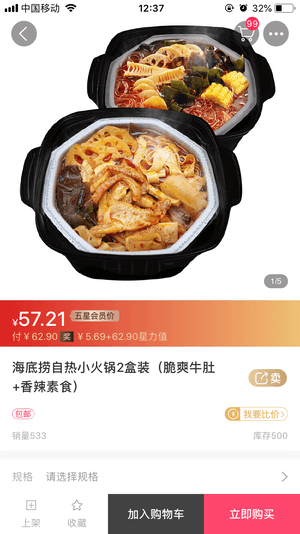 中国移动
12:37
32%
99
1/5
¥57.21 五星会员价
付￥62.90 奖 ￥5.69+62.90星力值
海底捞自热小火锅2盒装（脆爽牛肚
+香辣素食）
卖
包邮
我要比价>
销量533
库存500
规格 请选择规格
上架
收藏
加入购物车
立即购买